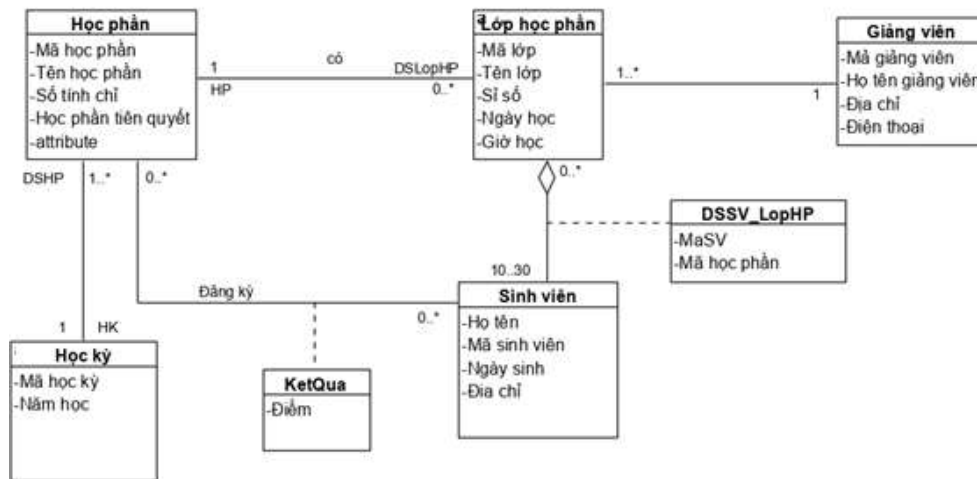 Học phần
-Mã học phần
-Tên học phần
-Số tính chỉ
-Học phần tiên quyết
-attribute
1
HP
có
DSLopHP
0..*
Lớp học phần
-Mã lớp
-Tên lớp
-Sỉ số
-Ngày học
-Giờ học
1..*
1
Giảng viên
-Mả giảng viên
-Họ tên giảng viên
-Địa chỉ
-Điện thoại
DSHP
1..*
0..*
0..*
DSSV_LopHP
-MaSV
-Mã học phần
10..30
Đăng ký
0..*
Sinh viên
-Họ tên
-Mã sinh viên
-Ngày sinh
-Đia chỉ
1
HK
Học kỳ
-Mã học kỳ
-Năm học
KetQua
-Điểm